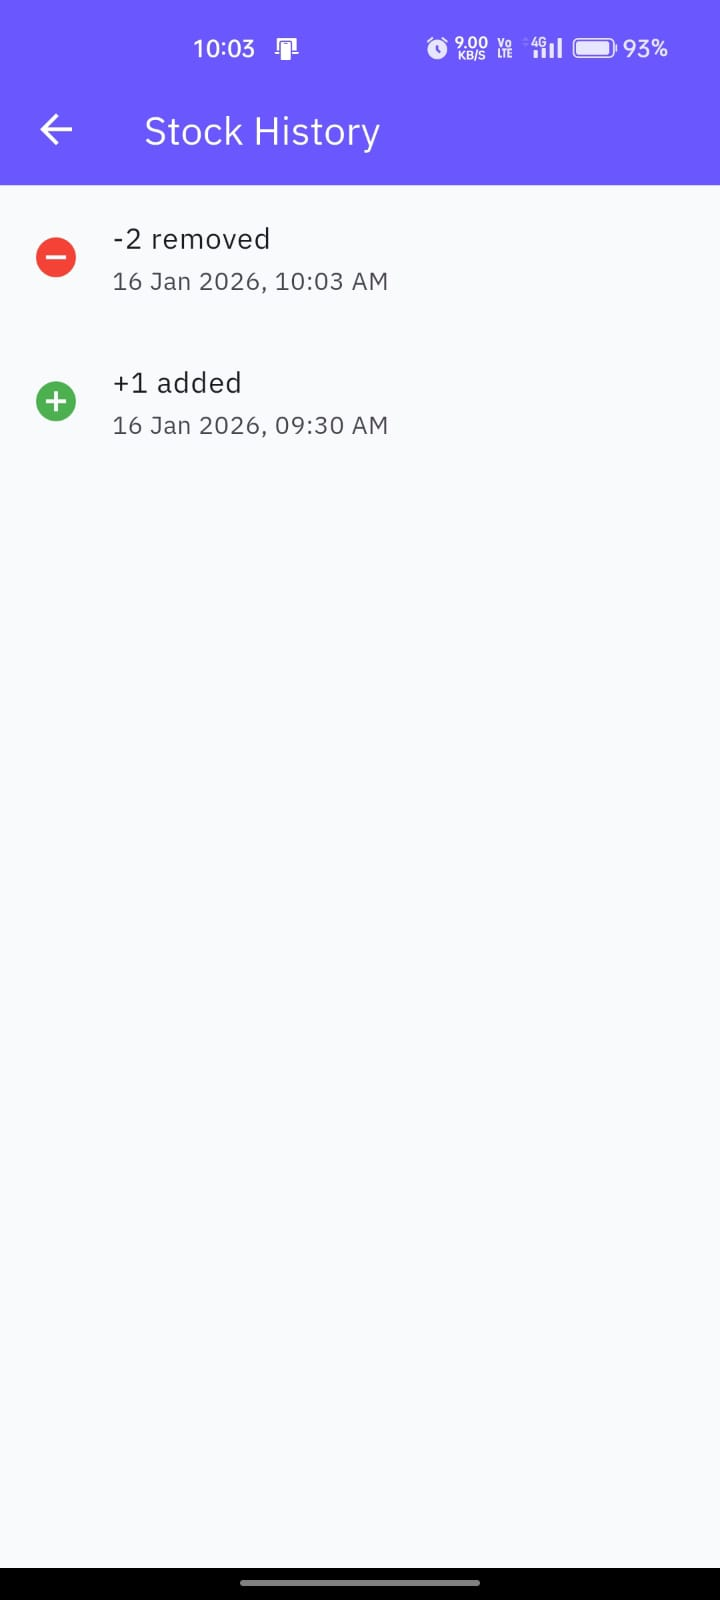 10:03 9.00 KB/S Vo LTE 4G 93%
Stock History
-2 removed
16 Jan 2026, 10:03 AM
+1 added
16 Jan 2026, 09:30 AM